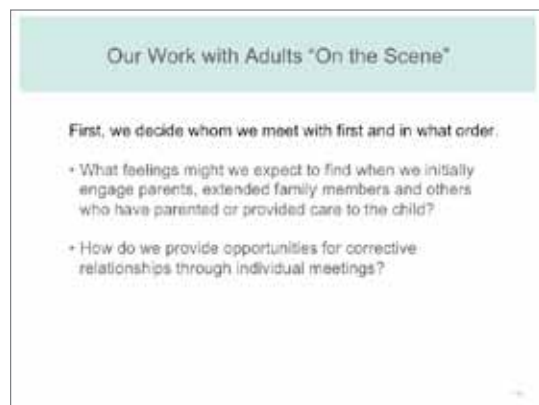 Our Work with Adults "On the Scene"
First, we decide whom we meet with first and in what order.
• What feelings might we expect to find when we initially
engage parents, extended family members and others
who have parented or provided care to the child?
• How do we provide opportunities for corrective
relationships through individual meetings?